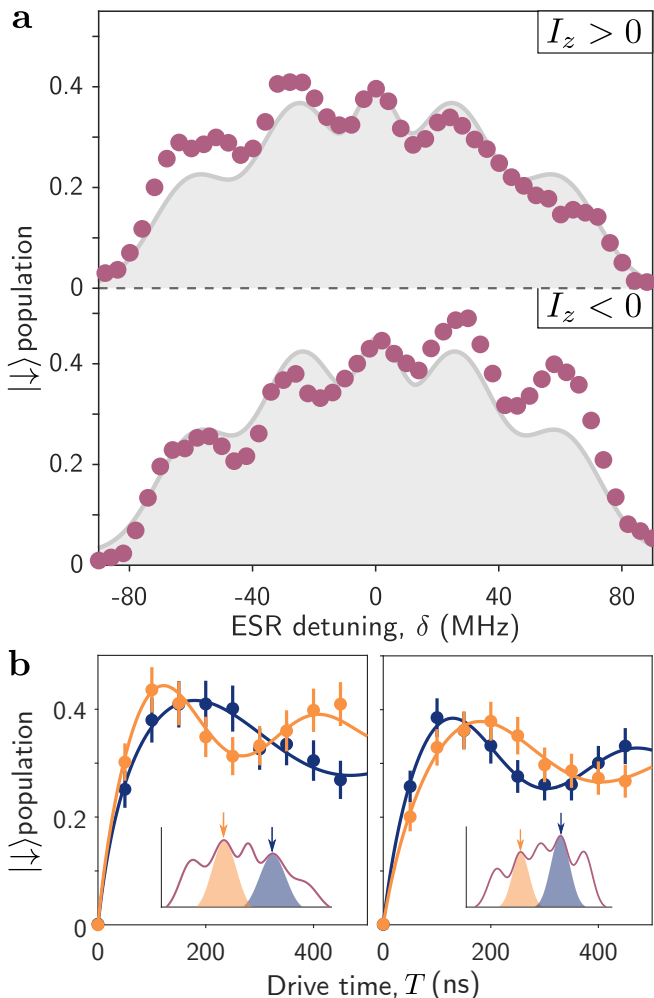 a
I_z > 0
0.4
0.2
0
I_z < 0
0.4
0.2
0
|↓⟩ population
-80 -40 0 40 80
ESR detuning, δ (MHz)
b
0.4
0.2
0
|↓⟩ population
0 200 400 0 200 400
Drive time, T (ns)